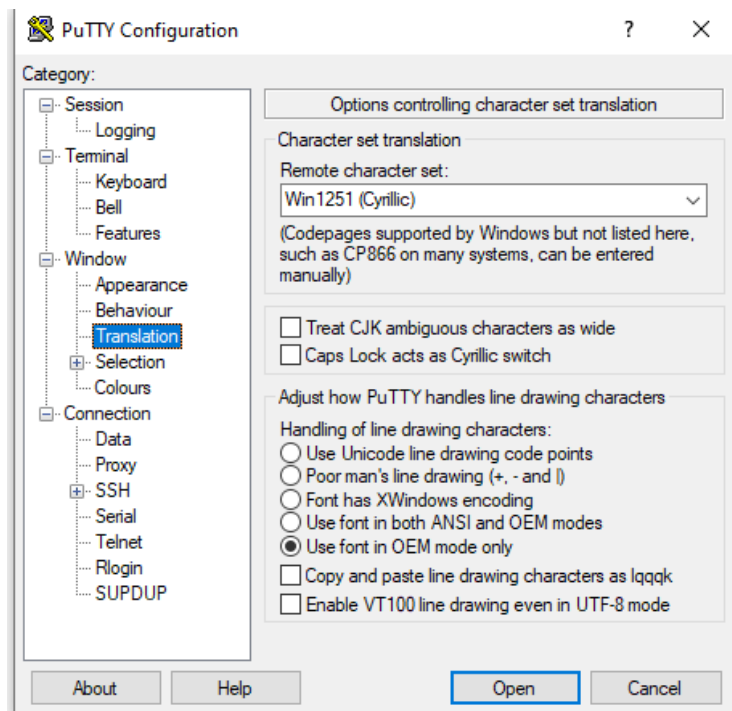 PuTTY Configuration
?
Category:
Session
Logging
Terminal
Keyboard
Bell
Features
Window
Appearance
Behaviour
Translation
Selection
Colours
Connection
Data
Proxy
SSH
Serial
Telnet
Rlogin
SUPDUP
Options controlling character set translation
Character set translation
Remote character set:
Win1251 (Cyrillic)
(Codepages supported by Windows but not listed here,
such as CP866 on many systems, can be entered
manually)
Treat CJK ambiguous characters as wide
Caps Lock acts as Cyrillic switch
Adjust how PuTTY handles line drawing characters
Handling of line drawing characters:
Use Unicode line drawing code points
Poor man's line drawing (+, - and |)
Font has XWindows encoding
Use font in both ANSI and OEM modes
Use font in OEM mode only
Copy and paste line drawing characters as lqqqk
Enable VT100 line drawing even in UTF-8 mode
About
Help
Open
Cancel